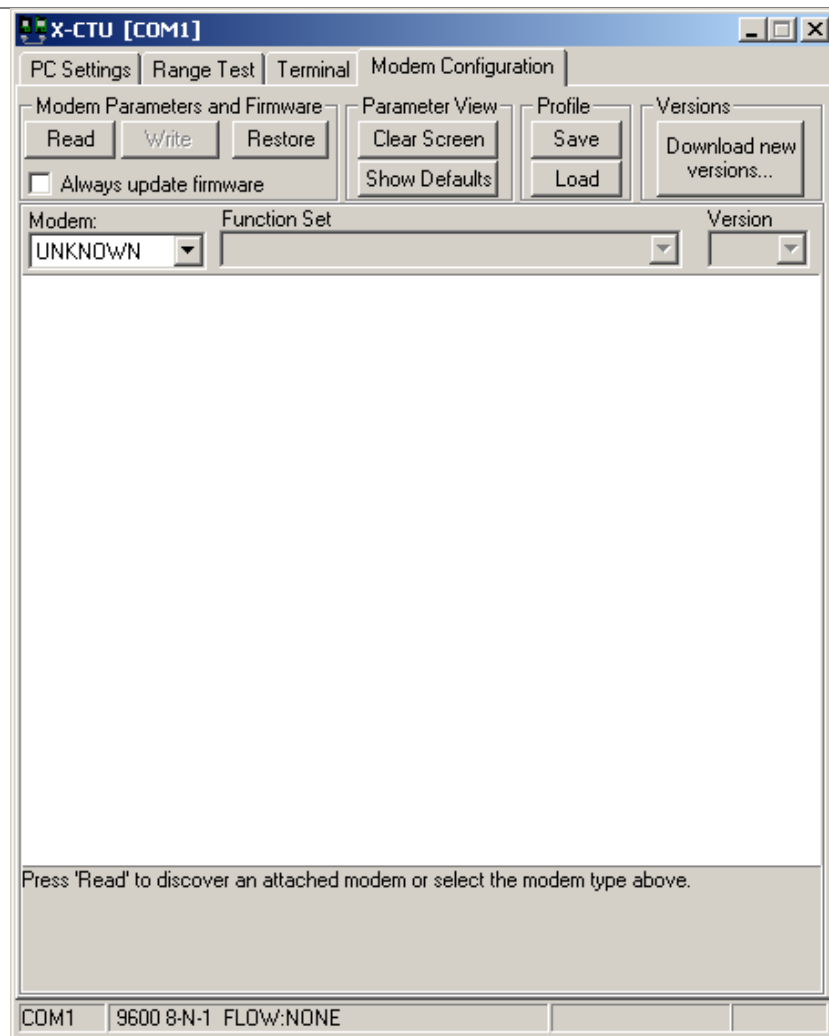 X-CTU [COM1]
PC Settings Range Test Terminal Modem Configuration
Modem Parameters and Firmware Parameter View Profile Versions
Read Write Restore Clear Screen Save Download new versions...
Always update firmware Show Defaults Load
Modem: Function Set Version
UNKNOWN
Press 'Read' to discover an attached modem or select the modem type above.
COM1 9600 8-N-1 FLOW:NONE